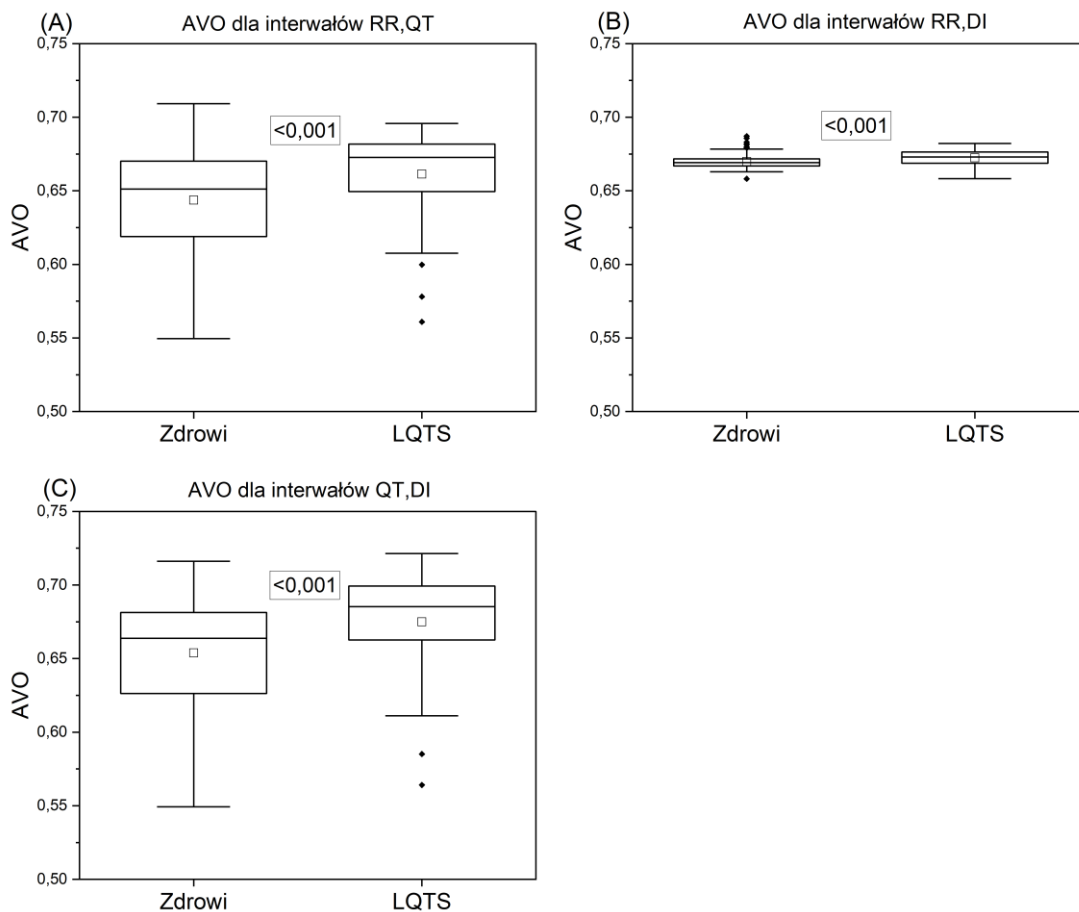 (A)
AVO dla interwałów RR,QT
0,75
0,70
0,65
0,60
0,55
0,50
AVO
<0,001
Zdrowi
LQTS
(B)
AVO dla interwałów RR,DI
0,75
0,70
0,65
0,60
0,55
0,50
AVO
<0,001
Zdrowi
LQTS
(C)
AVO dla interwałów QT,DI
0,75
0,70
0,65
0,60
0,55
0,50
AVO
<0,001
Zdrowi
LQTS